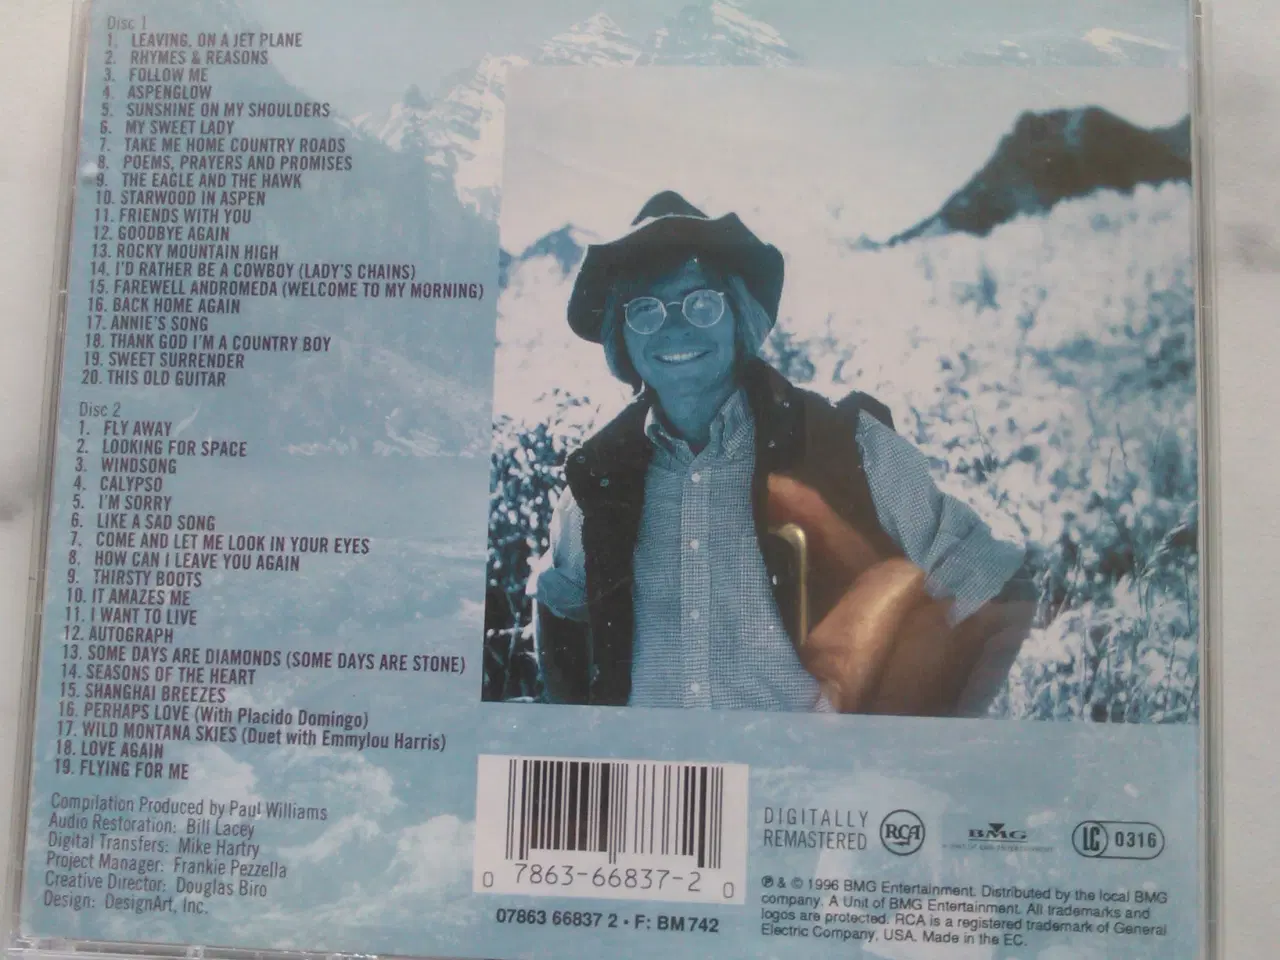 Disc 1
1. LEAVING, ON A JET PLANE
2. RHYMES & REASONS
3. FOLLOW ME
4. ASPENGLOW
5. SUNSHINE ON MY SHOULDERS
6. MY SWEET LADY
7. TAKE ME HOME COUNTRY ROADS
8. POEMS, PRAYERS AND PROMISES
9. THE EAGLE AND THE HAWK
10. STARWOOD IN ASPEN
11. FRIENDS WITH YOU
12. GOODBYE AGAIN
13. ROCKY MOUNTAIN HIGH
14. I'D RATHER BE A COWBOY (LADY'S CHAINS)
15. FAREWELL ANDROMEDA (WELCOME TO MY MORNING)
16. BACK HOME AGAIN
17. ANNIE'S SONG
18. THANK GOD I'M A COUNTRY BOY
19. SWEET SURRENDER
20. THIS OLD GUITAR
Disc 2
1. FLY AWAY
2. LOOKING FOR SPACE
3. WINDSONG
4. CALYPSO
5. I'M SORRY
6. LIKE A SAD SONG
7. COME AND LET ME LOOK IN YOUR EYES
8. HOW CAN I LEAVE YOU AGAIN
9. THIRSTY BOOTS
10. IT AMAZES ME
11. I WANT TO LIVE
12. AUTOGRAPH
13. SOME DAYS ARE DIAMONDS (SOME DAYS ARE STONE)
14. SEASONS OF THE HEART
15. SHANGHAI BREEZES
16. PERHAPS LOVE (With Placido Domingo)
17. WILD MONTANA SKIES (Duet with Emmylou Harris)
18. LOVE AGAIN
19. FLYING FOR ME
Compilation Produced by Paul Williams
Audio Restoration: Bill Lacey
Digital Transfers: Mike Hartry
Project Manager: Frankie Pezzella
Creative Director: Douglas Biro
Design: DesignArt, Inc.
0 7863-66837-2 0
07863 66837 2 · F: BM 742
DIGITALLY
REMASTERED
RCA
BMG
LC 0316
℗ & © 1996 BMG Entertainment. Distributed by the local BMG
company. A Unit of BMG Entertainment. All trademarks and
logos are protected. RCA is a registered trademark of General
Electric Company, USA. Made in the EC.